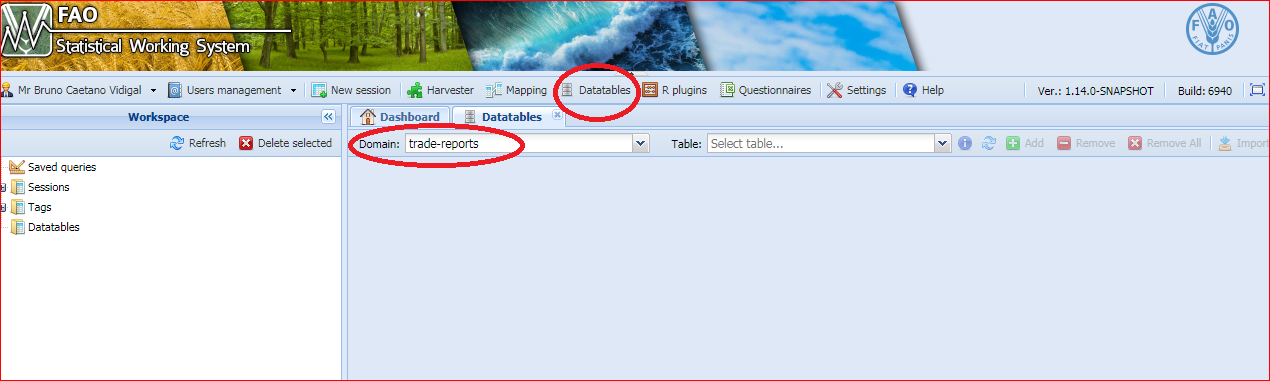 FAO
Statistical Working System
F A O
FIAT PANIS
Mr Bruno Caetano Vidigal Users management New session Harvester Mapping Datatables R plugins Questionnaires Settings Help Ver.: 1.14.0-SNAPSHOT Build: 6940
Workspace
Dashboard Datatables
Refresh Delete selected
Domain: trade-reports Table: Select table... Add Remove Remove All Import
Saved queries
Sessions
Tags
Datatables